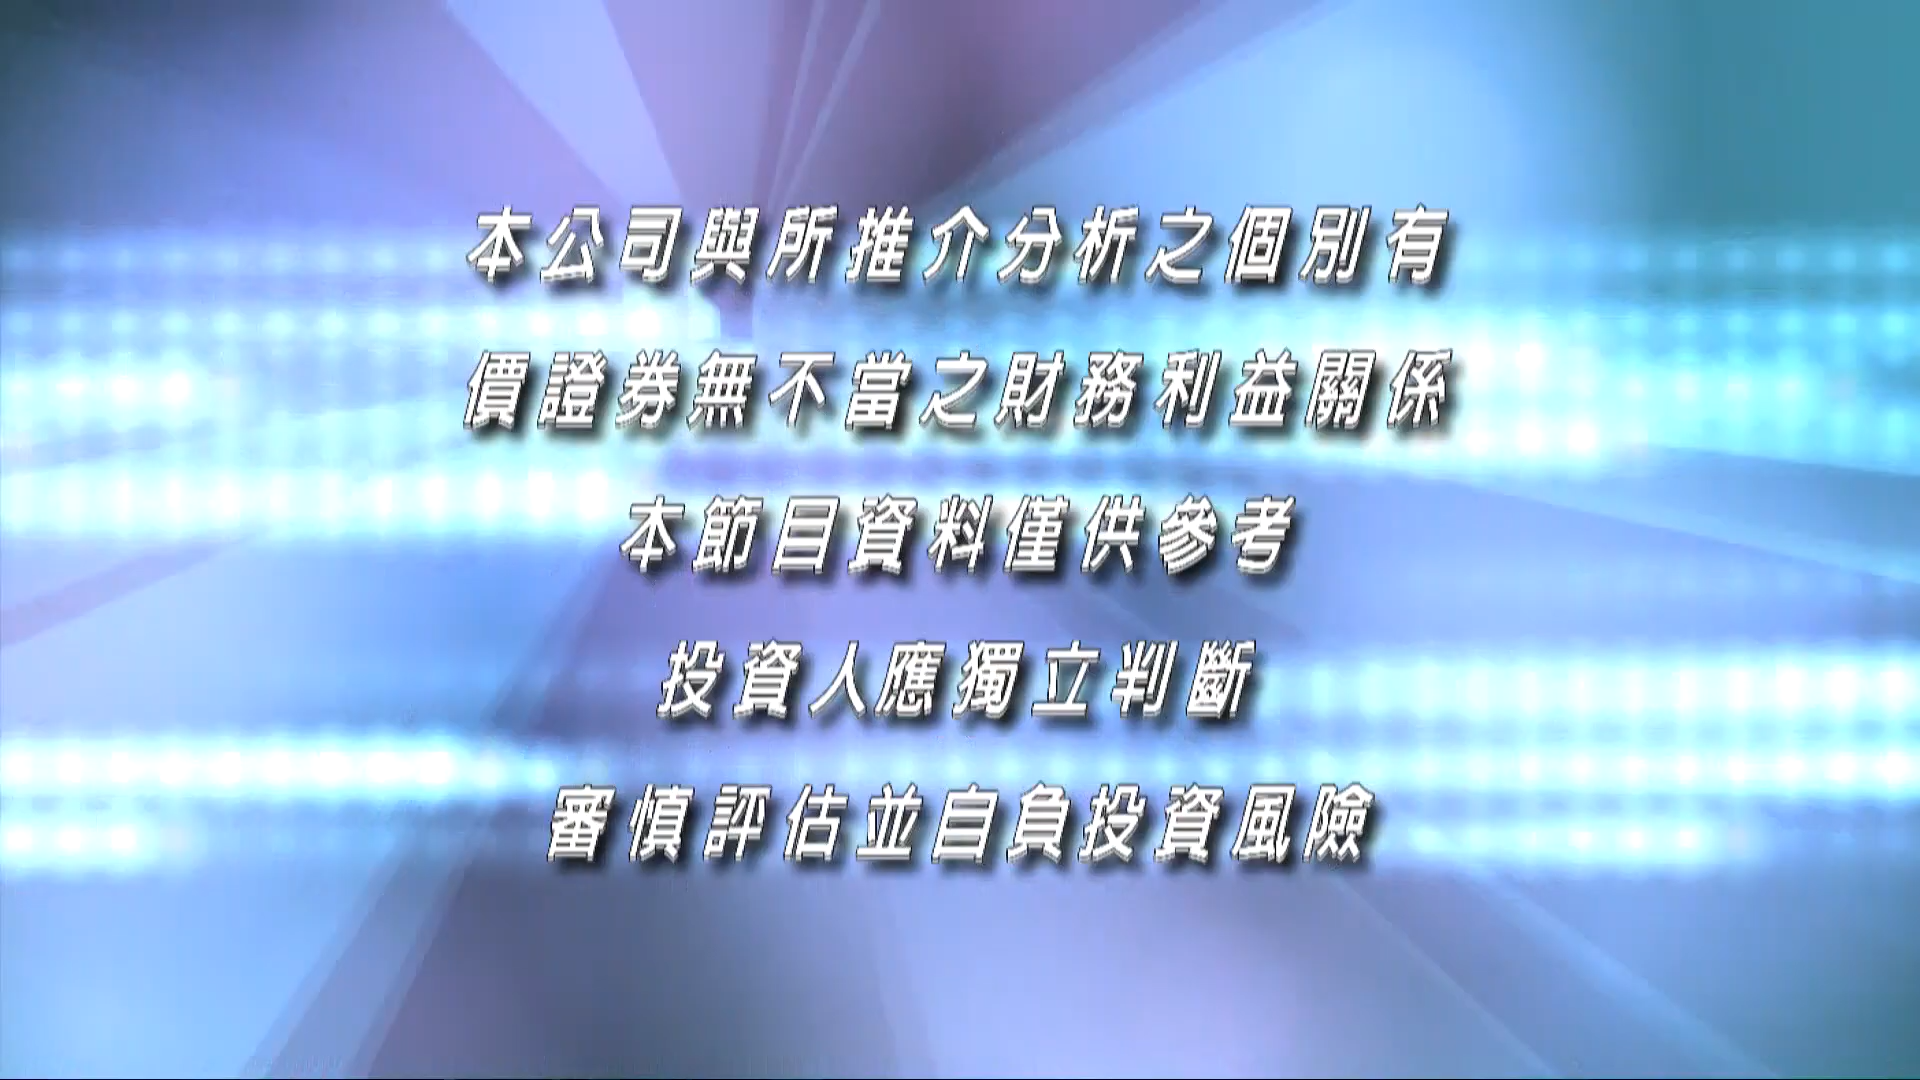 本公司與所推介分析之個別有
價證券無不當之財務利益關係
本節目資料僅供參考
投資人應獨立判斷
審慎評估並自負投資風險